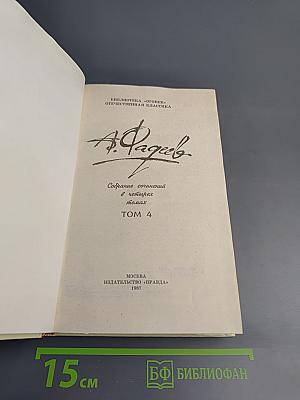 БИБЛИОТЕКА «ОГОНЕК»
ОТЕЧЕСТВЕННАЯ КЛАССИКА
А. Фадеев
Собрание сочинений
в четырех
томах
ТОМ 4
МОСКВА
ИЗДАТЕЛЬСТВО «ПРАВДА»
1987
15 см
БФ БИБЛИОФАН